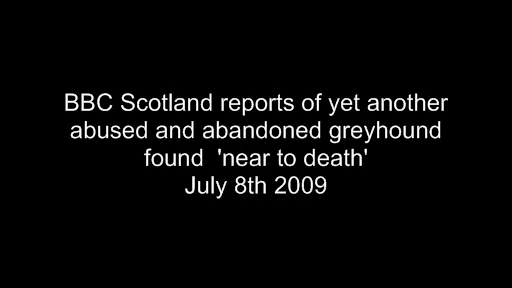 BBC Scotland reports of yet another
abused and abandoned greyhound
found  'near to death'
July 8th 2009